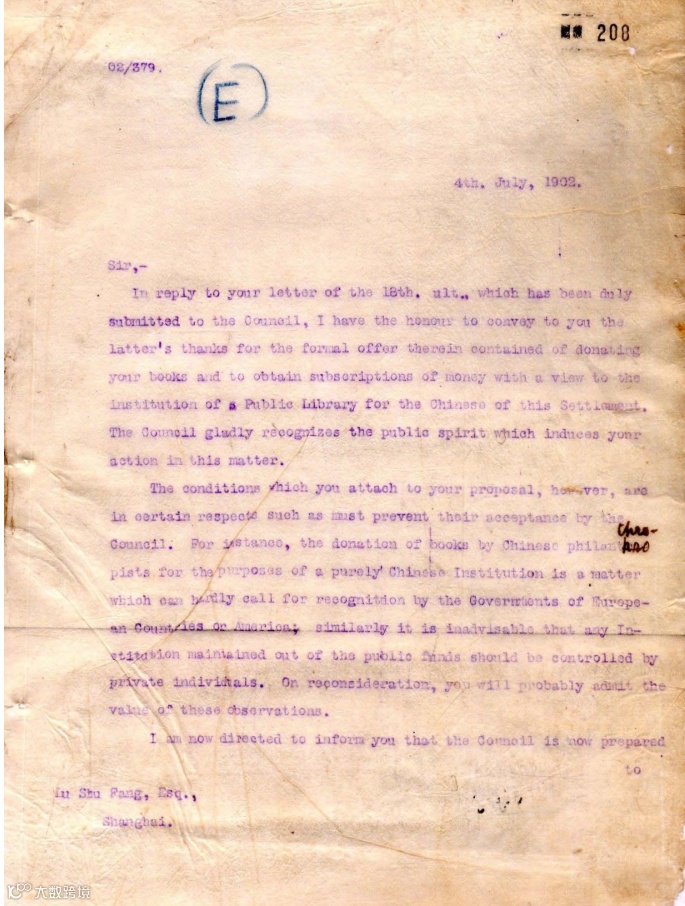 208
02/379.
(E)
4th. July, 1902.
Sir,-
In reply to your letter of the 18th. ult., which has been duly
submitted to the Council, I have the honour to convey to you the
latter's thanks for the formal offer therein contained of donating
your books and to obtain subscriptions of money with a view to the
institution of a Public Library for the Chinese of this Settlement.
The Council gladly recognizes the public spirit which induces your
action in this matter.
The conditions which you attach to your proposal, however, are
in certain respects such as must prevent their acceptance by the
Council. For instance, the donation of books by Chinese philan
pists for the purposes of a purely Chinese Institution is a matter
which can hardly call for recognition by the Governments of Europe-
an Countries or America; similarly it is inadvisable that any In-
stitution maintained out of the public funds should be controlled by
private individuals. On reconsideration, you will probably admit the
value of these observations.
I am now directed to inform you that the Council is now prepared
to
Shu Fang, Esq.,
Shanghai.
大数跨境